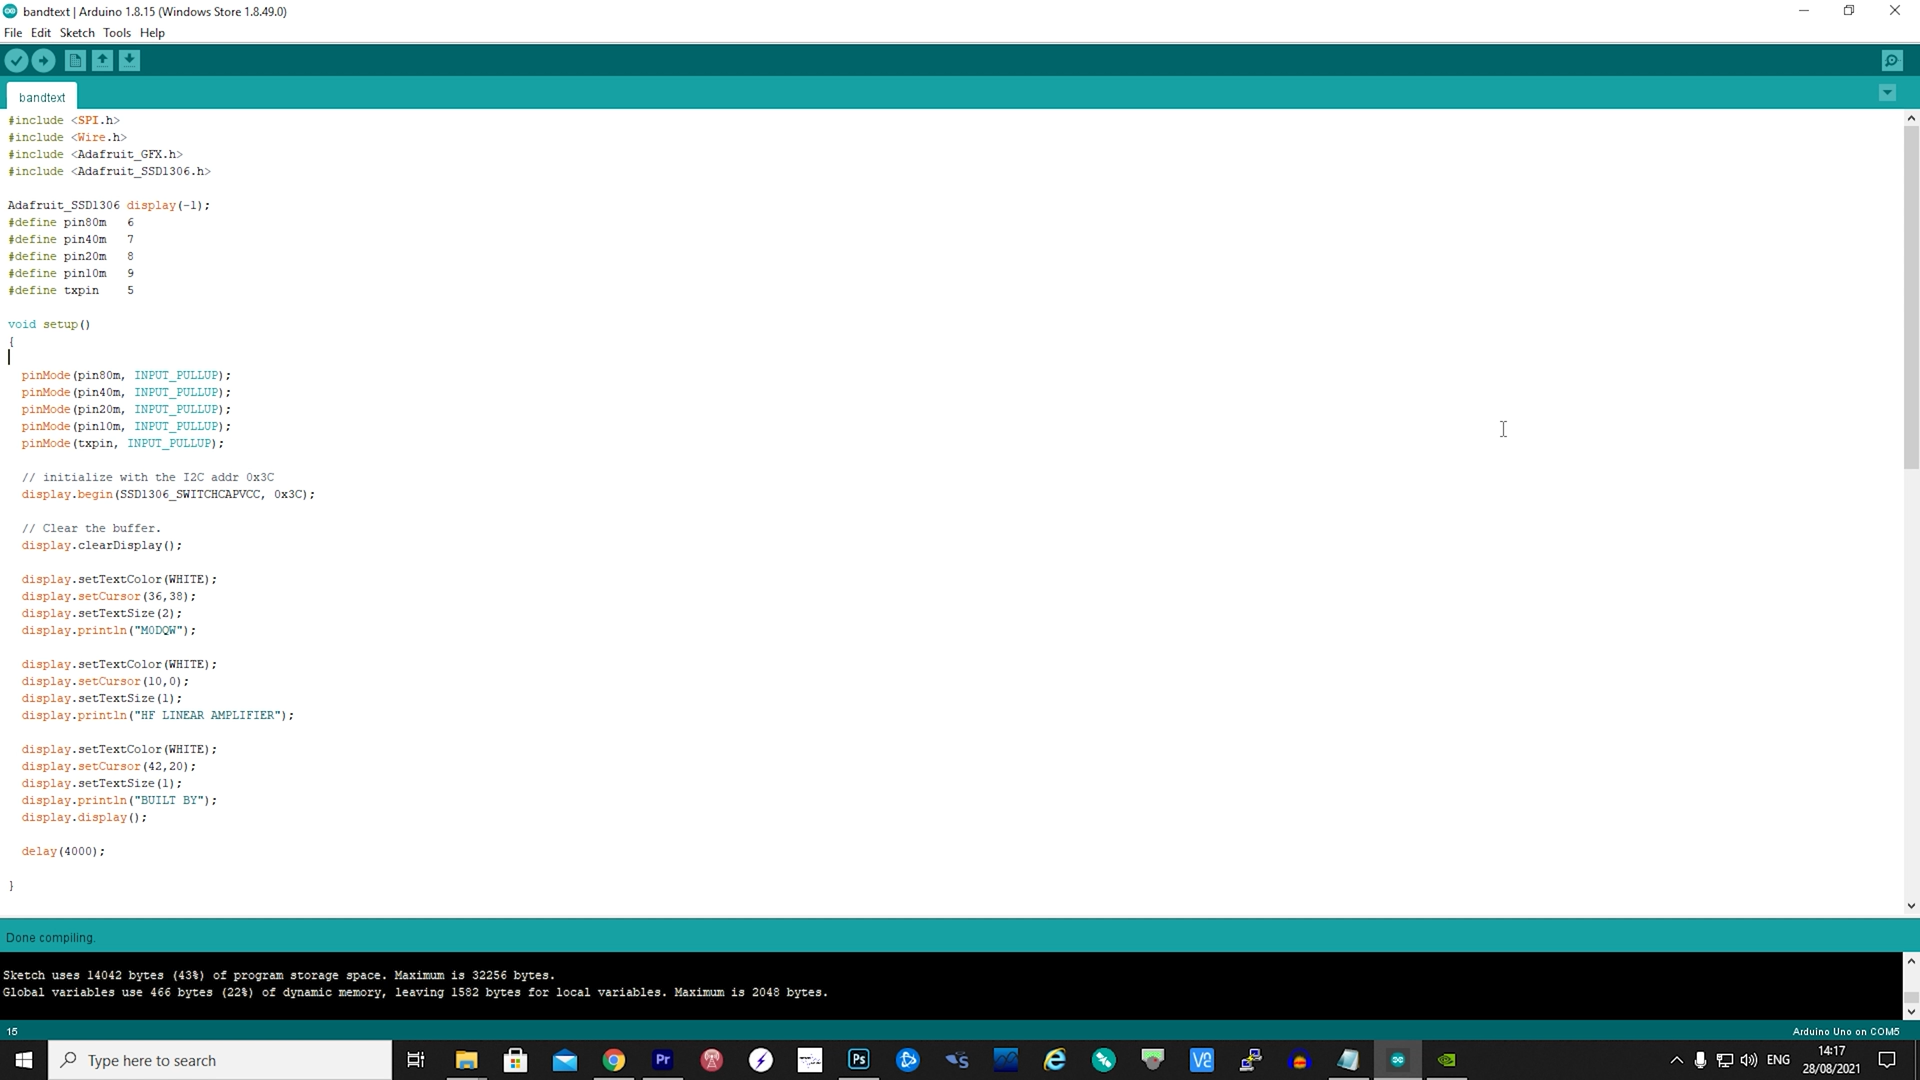 bandtext | Arduino 1.8.15 (Windows Store 1.8.49.0)
File Edit Sketch Tools Help
bandtext
#include <SPI.h>
#include <Wire.h>
#include <Adafruit_GFX.h>
#include <Adafruit_SSD1306.h>
Adafruit_SSD1306 display(-1);
#define pin80m 6
#define pin40m 7
#define pin20m 8
#define pin10m 9
#define txpin 5
void setup()
{
pinMode(pin80m, INPUT_PULLUP);
pinMode(pin40m, INPUT_PULLUP);
pinMode(pin20m, INPUT_PULLUP);
pinMode(pin10m, INPUT_PULLUP);
pinMode(txpin, INPUT_PULLUP);
// initialize with the I2C addr 0x3C
display.begin(SSD1306_SWITCHCAPVCC, 0x3C);
// Clear the buffer.
display.clearDisplay();
display.setTextColor(WHITE);
display.setCursor(36,38);
display.setTextSize(2);
display.println("M0DQW");
display.setTextColor(WHITE);
display.setCursor(10,0);
display.setTextSize(1);
display.println("HF LINEAR AMPLIFIER");
display.setTextColor(WHITE);
display.setCursor(42,20);
display.setTextSize(1);
display.println("BUILT BY");
display.display();
delay(4000);
}
Done compiling.
Sketch uses 14042 bytes (43%) of program storage space. Maximum is 32256 bytes.
Global variables use 466 bytes (22%) of dynamic memory, leaving 1582 bytes for local variables. Maximum is 2048 bytes.
15
Arduino Uno on COM5
Type here to search
Pr
Ps
ENG
14:17
28/08/2021